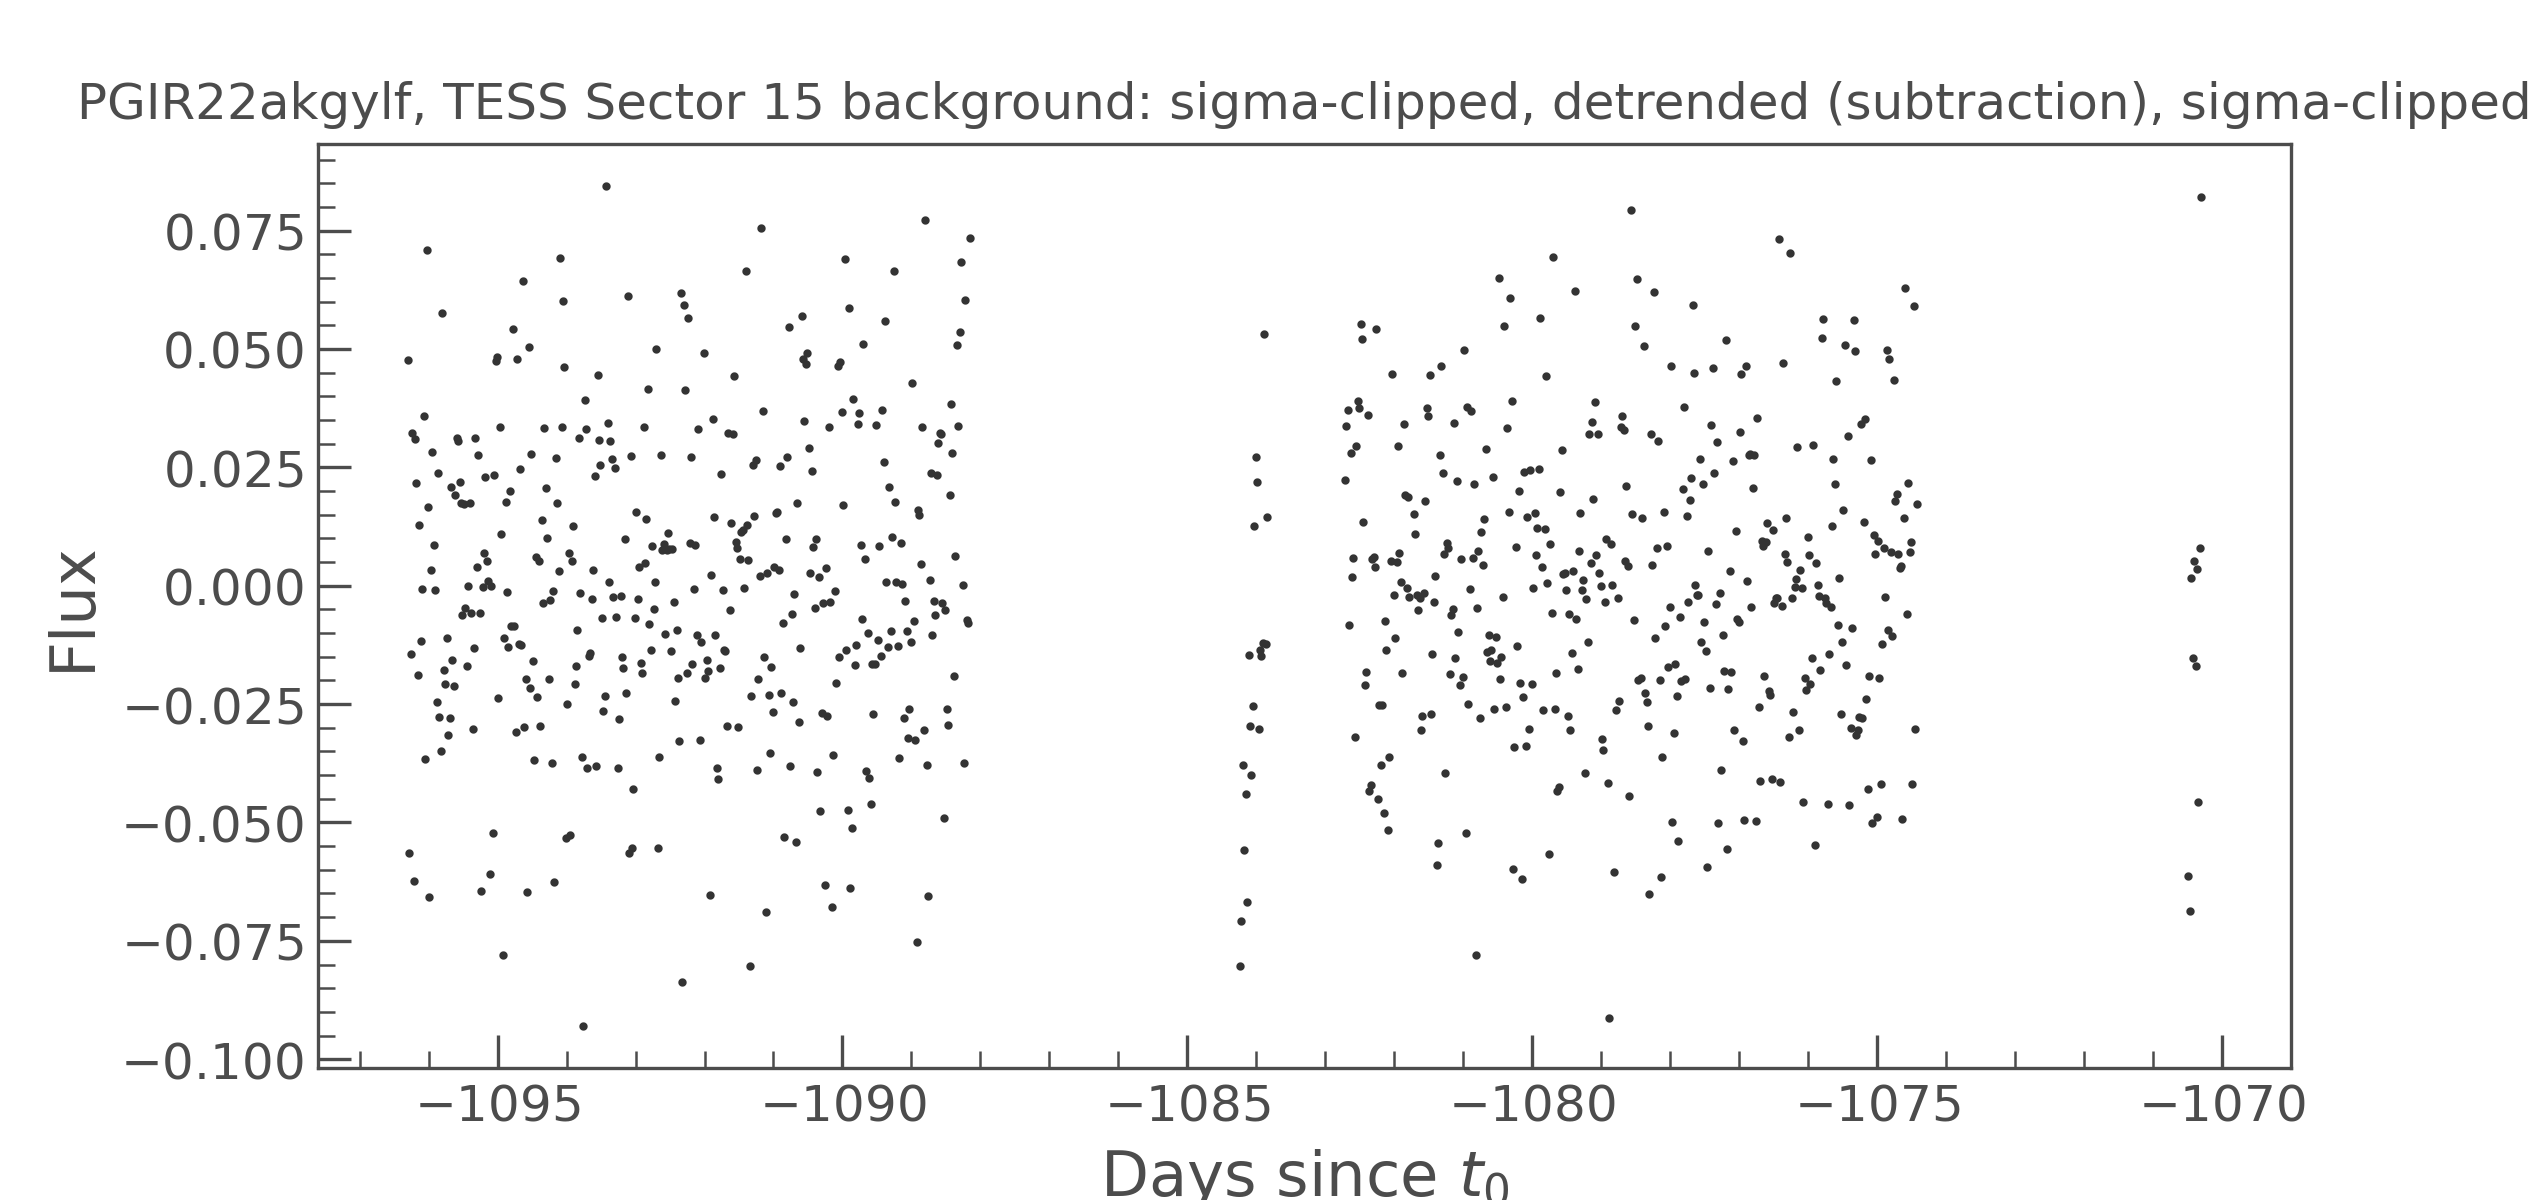 PGIR22akgylf, TESS Sector 15 background: sigma-clipped, detrended (subtraction), sigma-clipped
Flux
0.075
0.050
0.025
0.000
−0.025
−0.050
−0.075
−0.100
−1095 −1090 −1085 −1080 −1075 −1070
Days since t₀